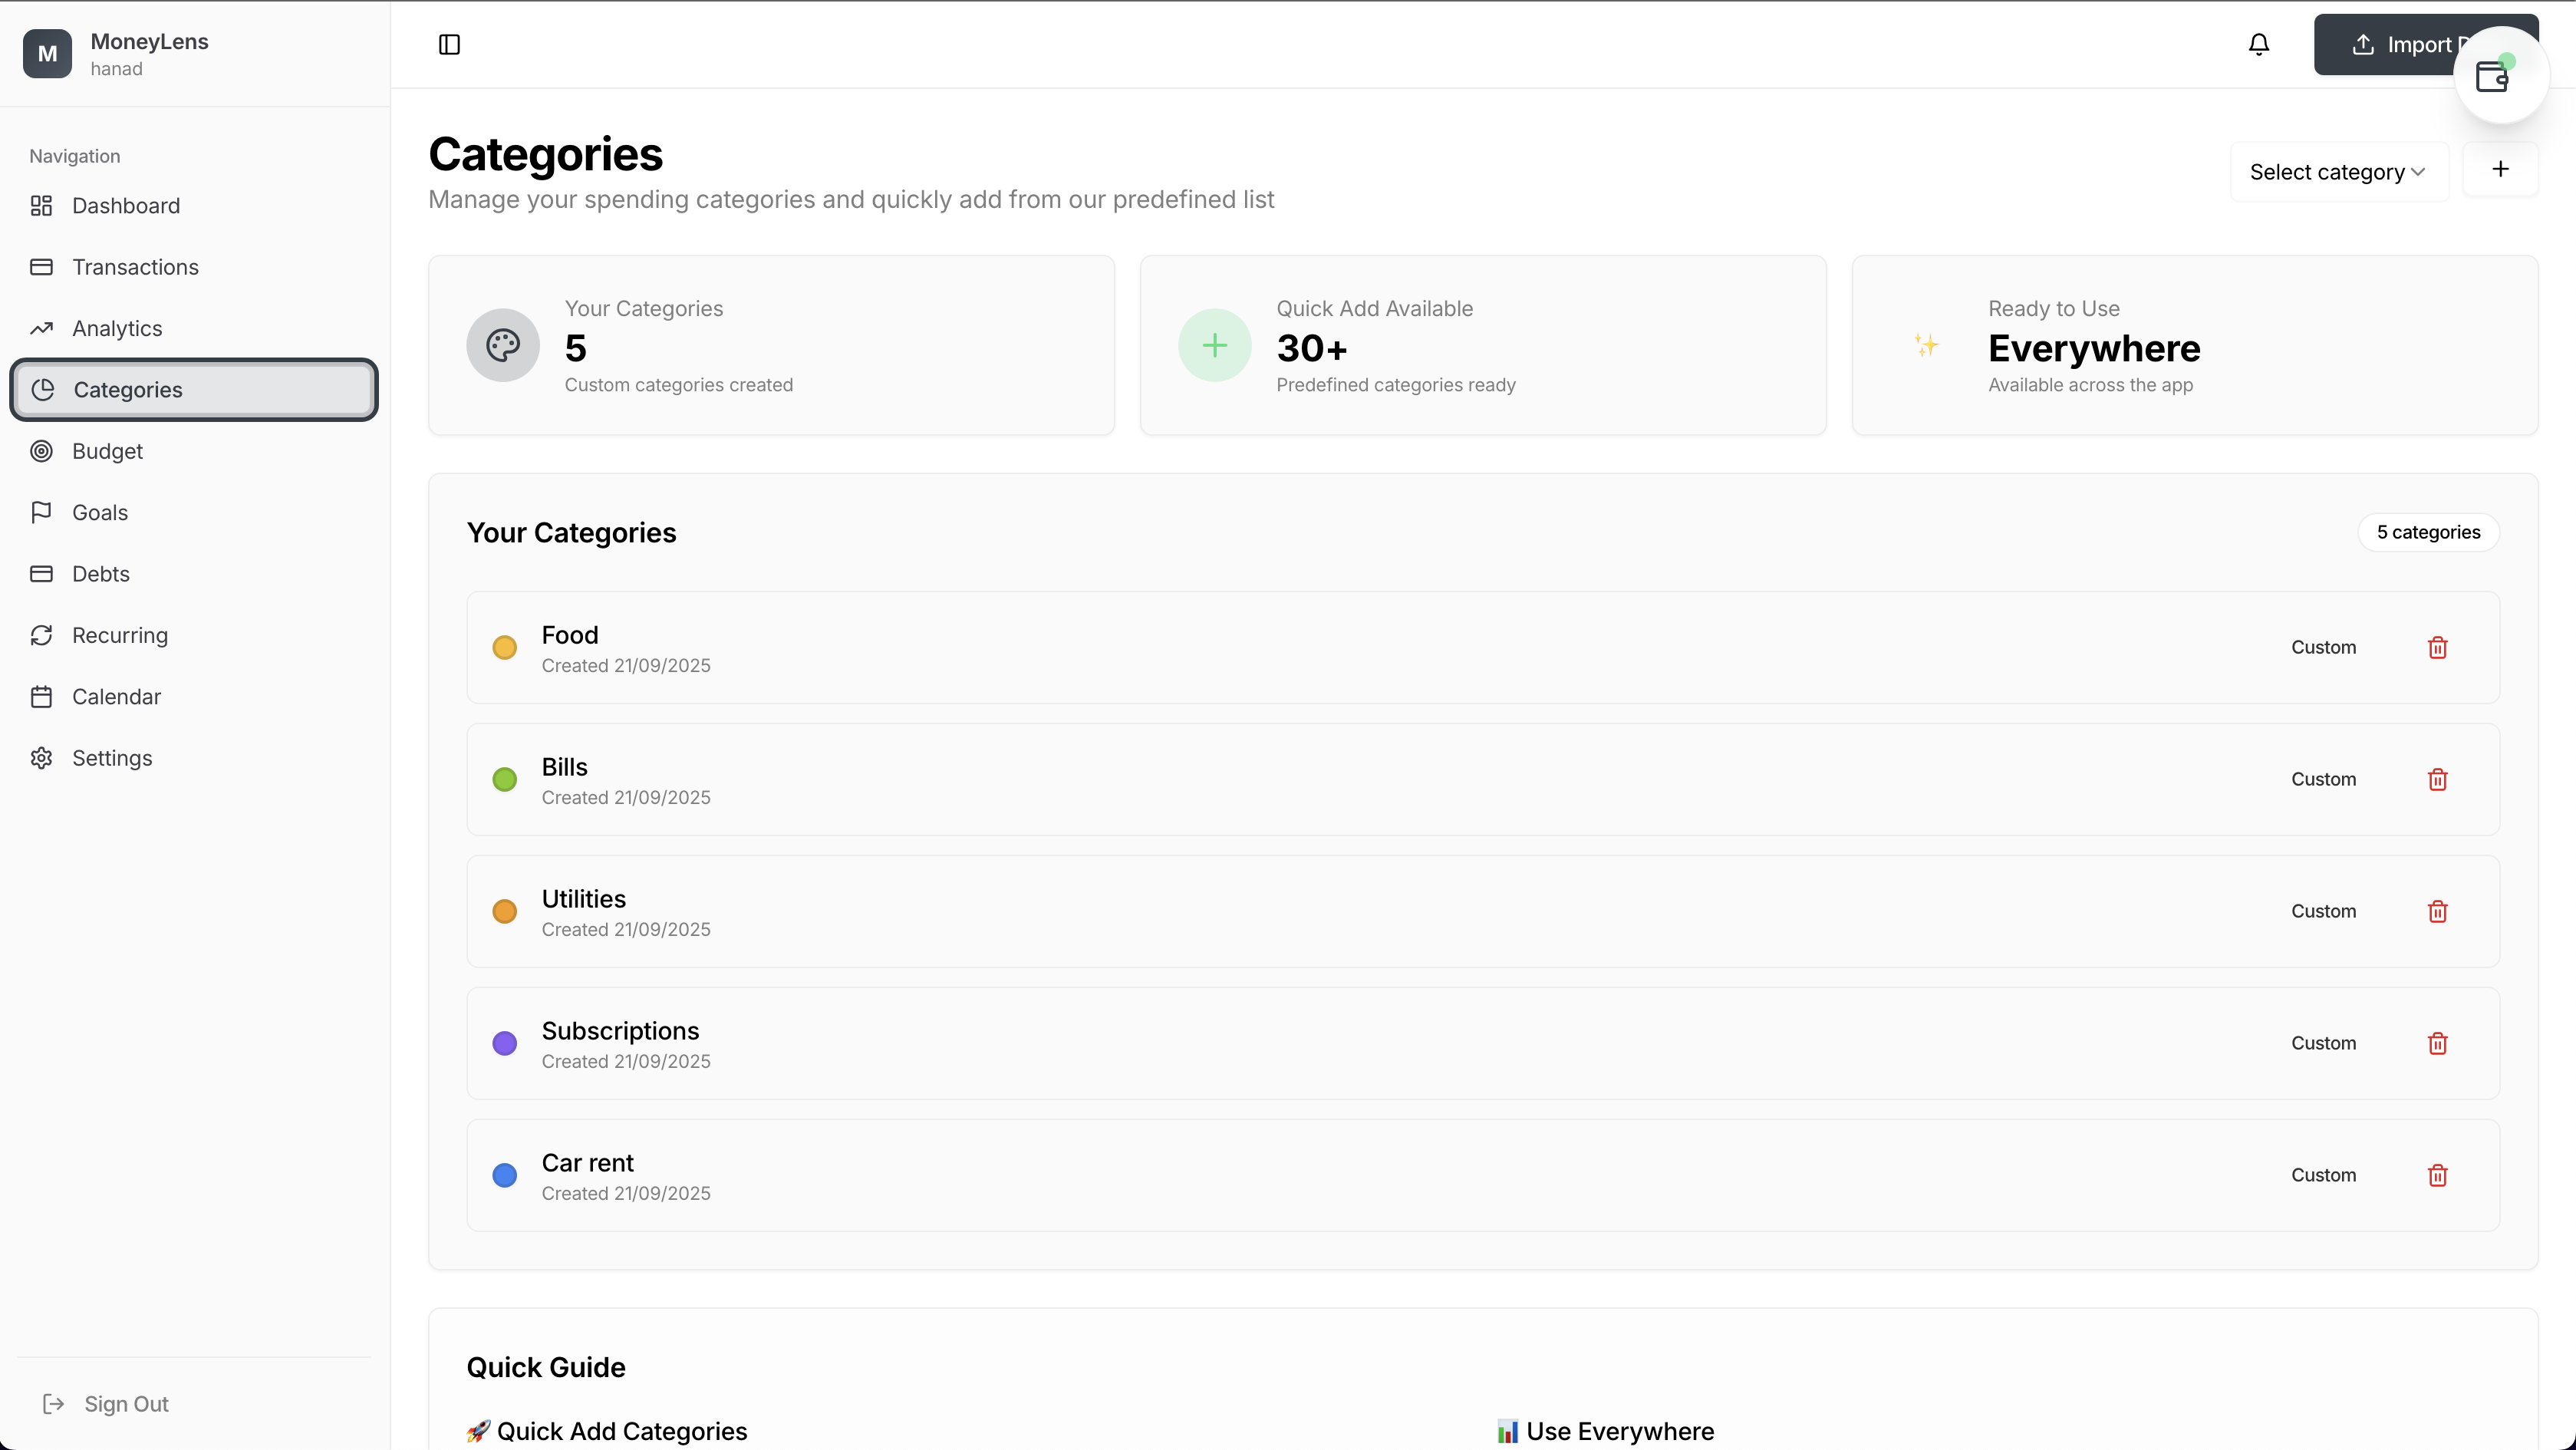 M
MoneyLens
hanad
Navigation
Dashboard
Transactions
Analytics
Categories
Budget
Goals
Debts
Recurring
Calendar
Settings
Sign Out
Import
Categories
Manage your spending categories and quickly add from our predefined list
Select category
Your Categories
5
Custom categories created
Quick Add Available
30+
Predefined categories ready
Ready to Use
Everywhere
Available across the app
Your Categories
5 categories
Food
Created 21/09/2025
Custom
Bills
Created 21/09/2025
Custom
Utilities
Created 21/09/2025
Custom
Subscriptions
Created 21/09/2025
Custom
Car rent
Created 21/09/2025
Custom
Quick Guide
🚀 Quick Add Categories
📊 Use Everywhere